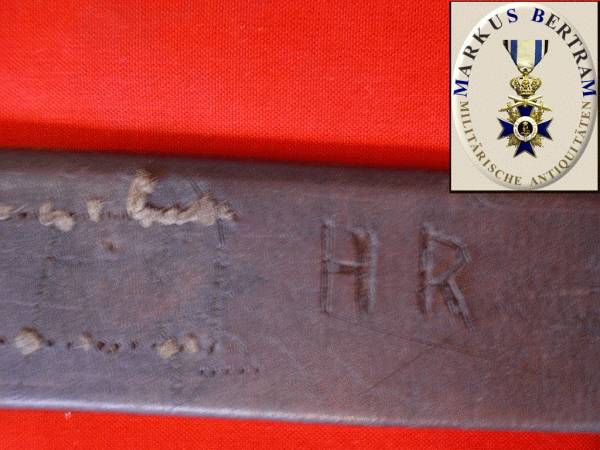 MARKUS BERTRAM
MILITÄRISCHE ANTIQUITÄTEN
HR